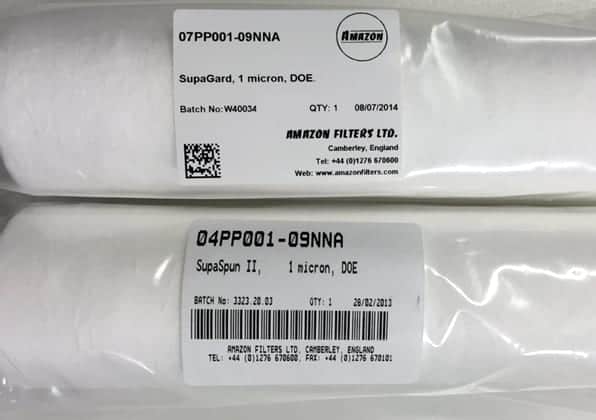 07PP001-09NNA
AMAZON
SupaGard, 1 micron, DOE.
Batch No:W40034 QTY: 1 08/07/2014
AMAZON FILTERS LTD.
Camberley, England
Tel: +44 (0)1276 670600
Web: www.amazonfilters.com
04PP001-09NNA
SupaSpun II, 1 micron, DOE
BATCH No: 3323.20.03 QTY: 1 26/02/2013
AMAZON FILTERS LTD, CAMBERLEY, ENGLAND
TEL: +44 (0)1276 670600, FAX: +44 (0)1276 670101